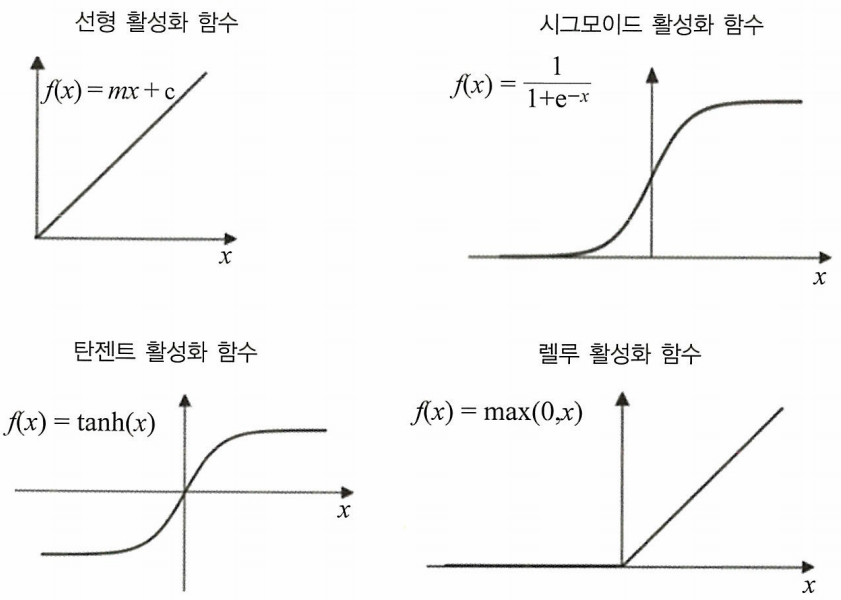 선형 활성화 함수
f(x) = mx + c
x
시그모이드 활성화 함수
f(x) = 1/(1+e^-x)
x
탄젠트 활성화 함수
f(x) = tanh(x)
x
렐루 활성화 함수
f(x) = max(0,x)
x